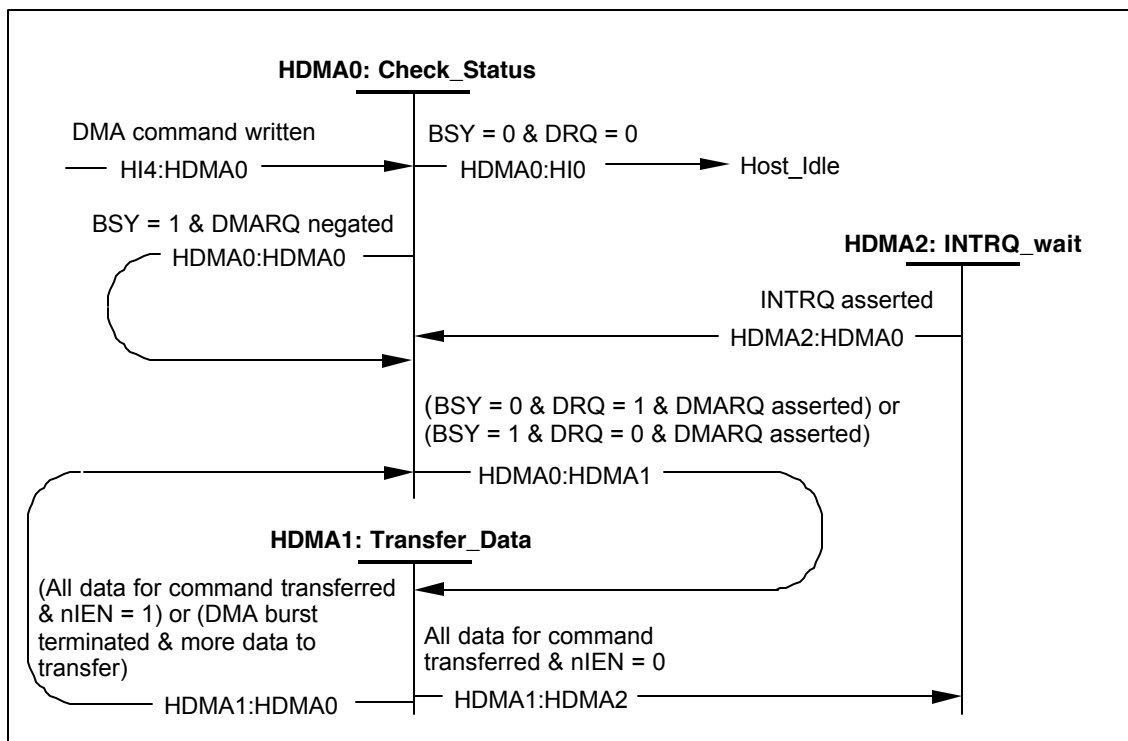 HDMA0: Check_Status
DMA command written
BSY = 0 & DRQ = 0
HI4:HDMA0
HDMA0:HI0
Host_Idle
BSY = 1 & DMARQ negated
HDMA0:HDMA0
HDMA2: INTRQ_wait
INTRQ asserted
HDMA2:HDMA0
(BSY = 0 & DRQ = 1 & DMARQ asserted) or
(BSY = 1 & DRQ = 0 & DMARQ asserted)
HDMA0:HDMA1
HDMA1: Transfer_Data
(All data for command transferred
& nIEN = 1) or (DMA burst
terminated & more data to
transfer)
HDMA1:HDMA0
All data for command
transferred & nIEN = 0
HDMA1:HDMA2